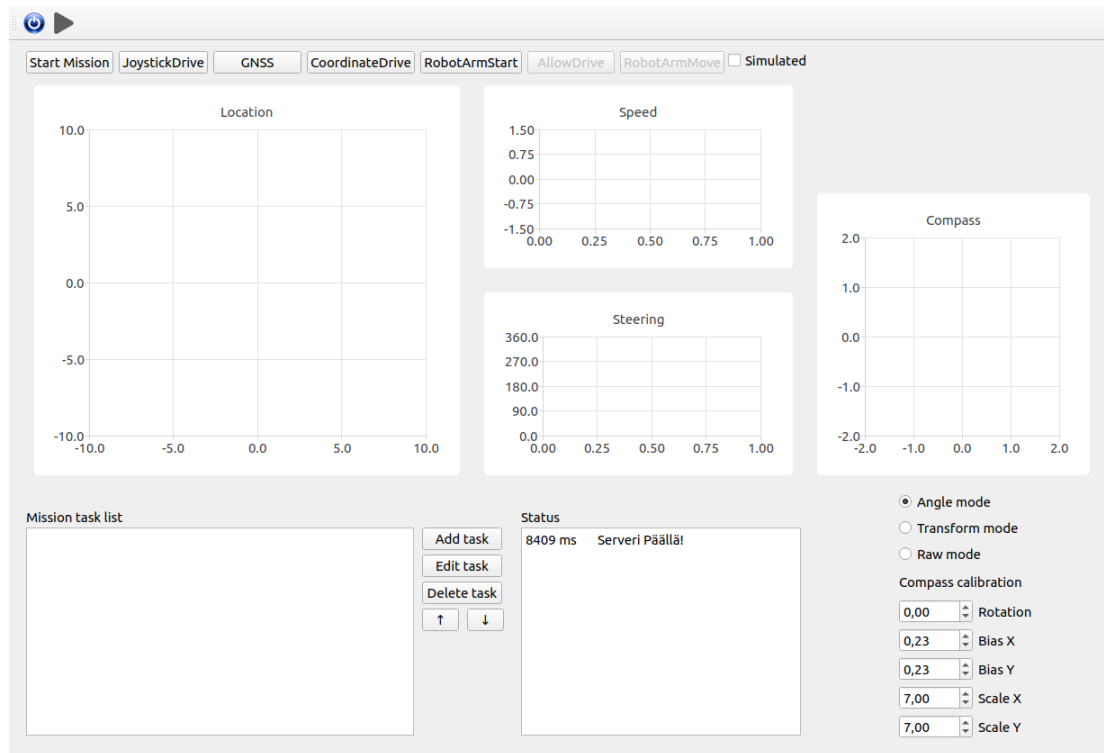 Start Mission JoystickDrive GNSS CoordinateDrive RobotArmStart AllowDrive RobotArmMove Simulated
Location
10.0
5.0
0.0
-5.0
-10.0
-10.0 -5.0 0.0 5.0 10.0
Speed
1.50
0.75
0.00
-0.75
-1.50
0.00 0.25 0.50 0.75 1.00
Steering
360.0
270.0
180.0
90.0
0.0
0.00 0.25 0.50 0.75 1.00
Compass
2.0
1.0
0.0
-1.0
-2.0
-2.0 -1.0 0.0 1.0 2.0
Mission task list
Add task
Edit task
Delete task
↑ ↓
Status
8409 ms Serveri Päällä!
Angle mode
Transform mode
Raw mode
Compass calibration
0,00 Rotation
0,23 Bias X
0,23 Bias Y
7,00 Scale X
7,00 Scale Y